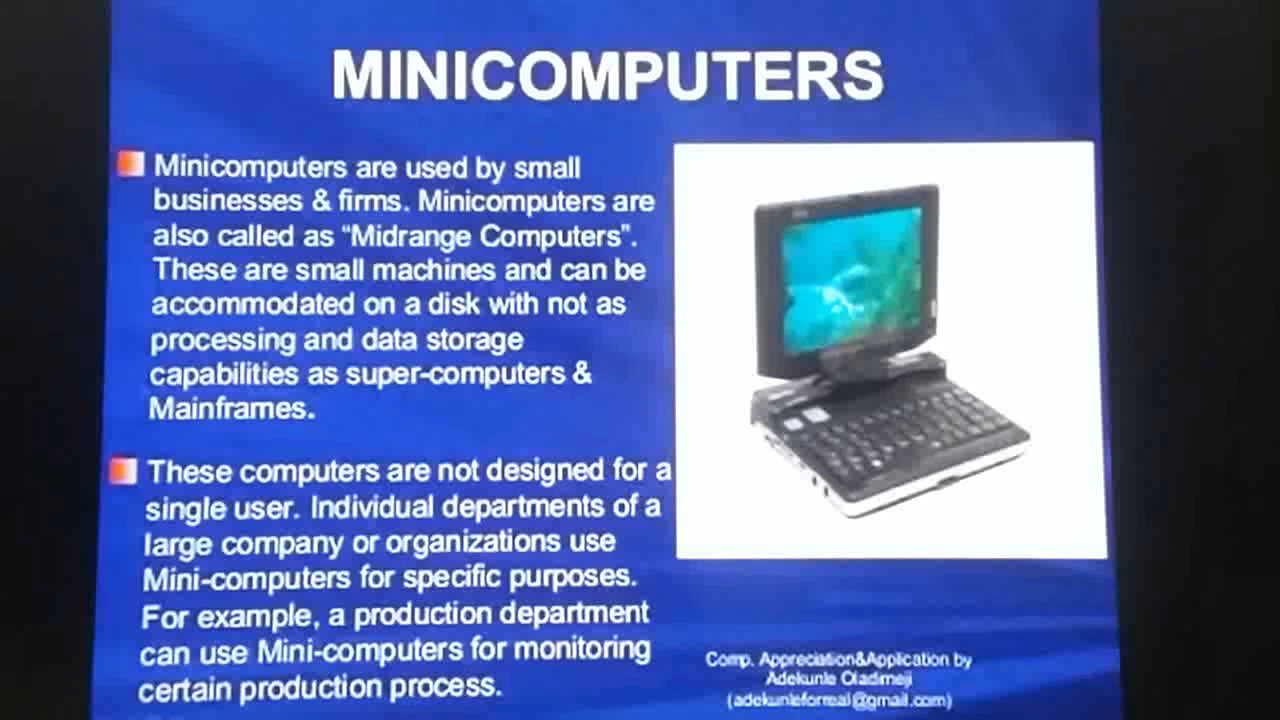 MINICOMPUTERS
Minicomputers are used by small
businesses & firms. Minicomputers are
also called as “Midrange Computers”.
These are small machines and can be
accommodated on a disk with not as
processing and data storage
capabilities as super-computers &
Mainframes.
These computers are not designed for a
single user. Individual departments of a
large company or organizations use
Mini-computers for specific purposes.
For example, a production department
can use Mini-computers for monitoring
certain production process.
Comp. Appreciation&Application by
Adekunle Oladimeji
(adekunleforreal@gmail.com)